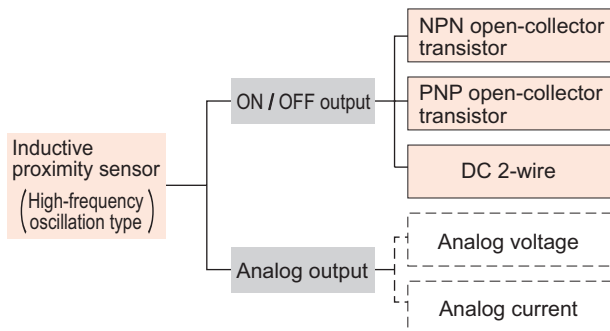 Inductive
proximity sensor
(High-frequency
oscillation type)
ON / OFF output
Analog output
NPN open-collector
transistor
PNP open-collector
transistor
DC 2-wire
Analog voltage
Analog current